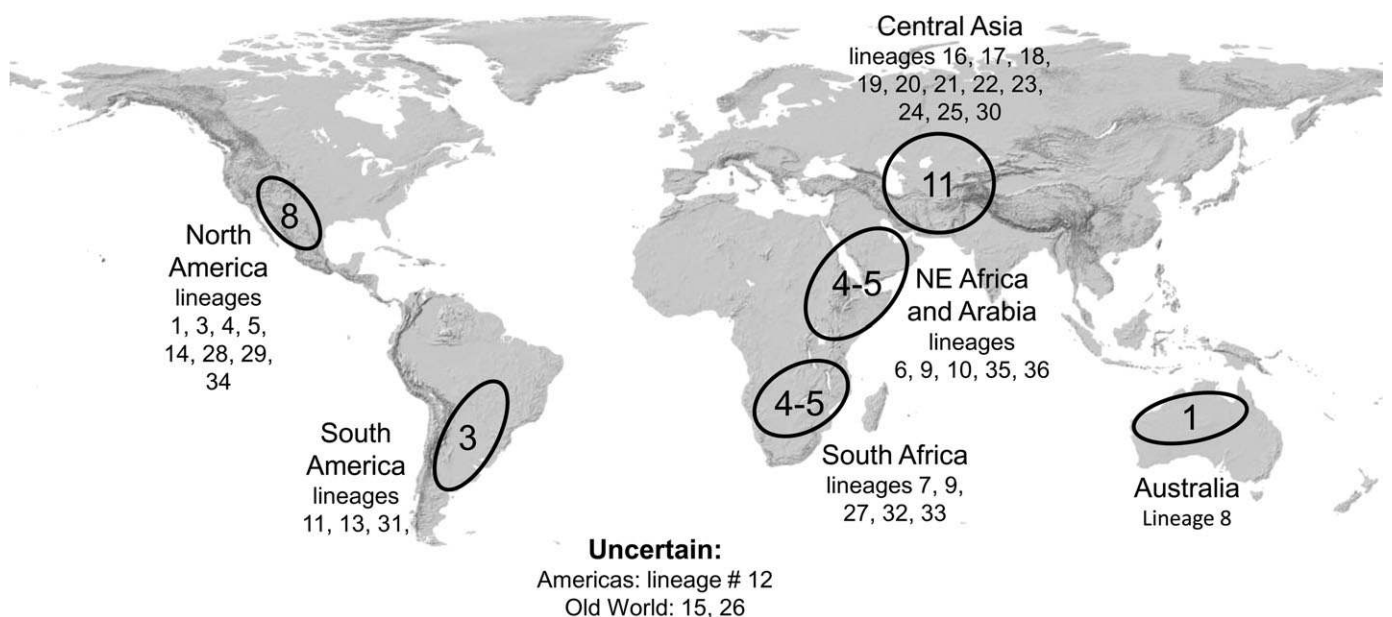 Central Asia
lineages 16, 17, 18,
19, 20, 21, 22, 23,
24, 25, 30
11
8
North
America
lineages
1, 3, 4, 5,
14, 28, 29,
34
4-5
NE Africa
and Arabia
lineages
6, 9, 10, 35, 36
4-5
South Africa
lineages 7, 9,
27, 32, 33
3
South
America
lineages
11, 13, 31,
1
Australia
Lineage 8
Uncertain:
Americas: lineage # 12
Old World: 15, 26